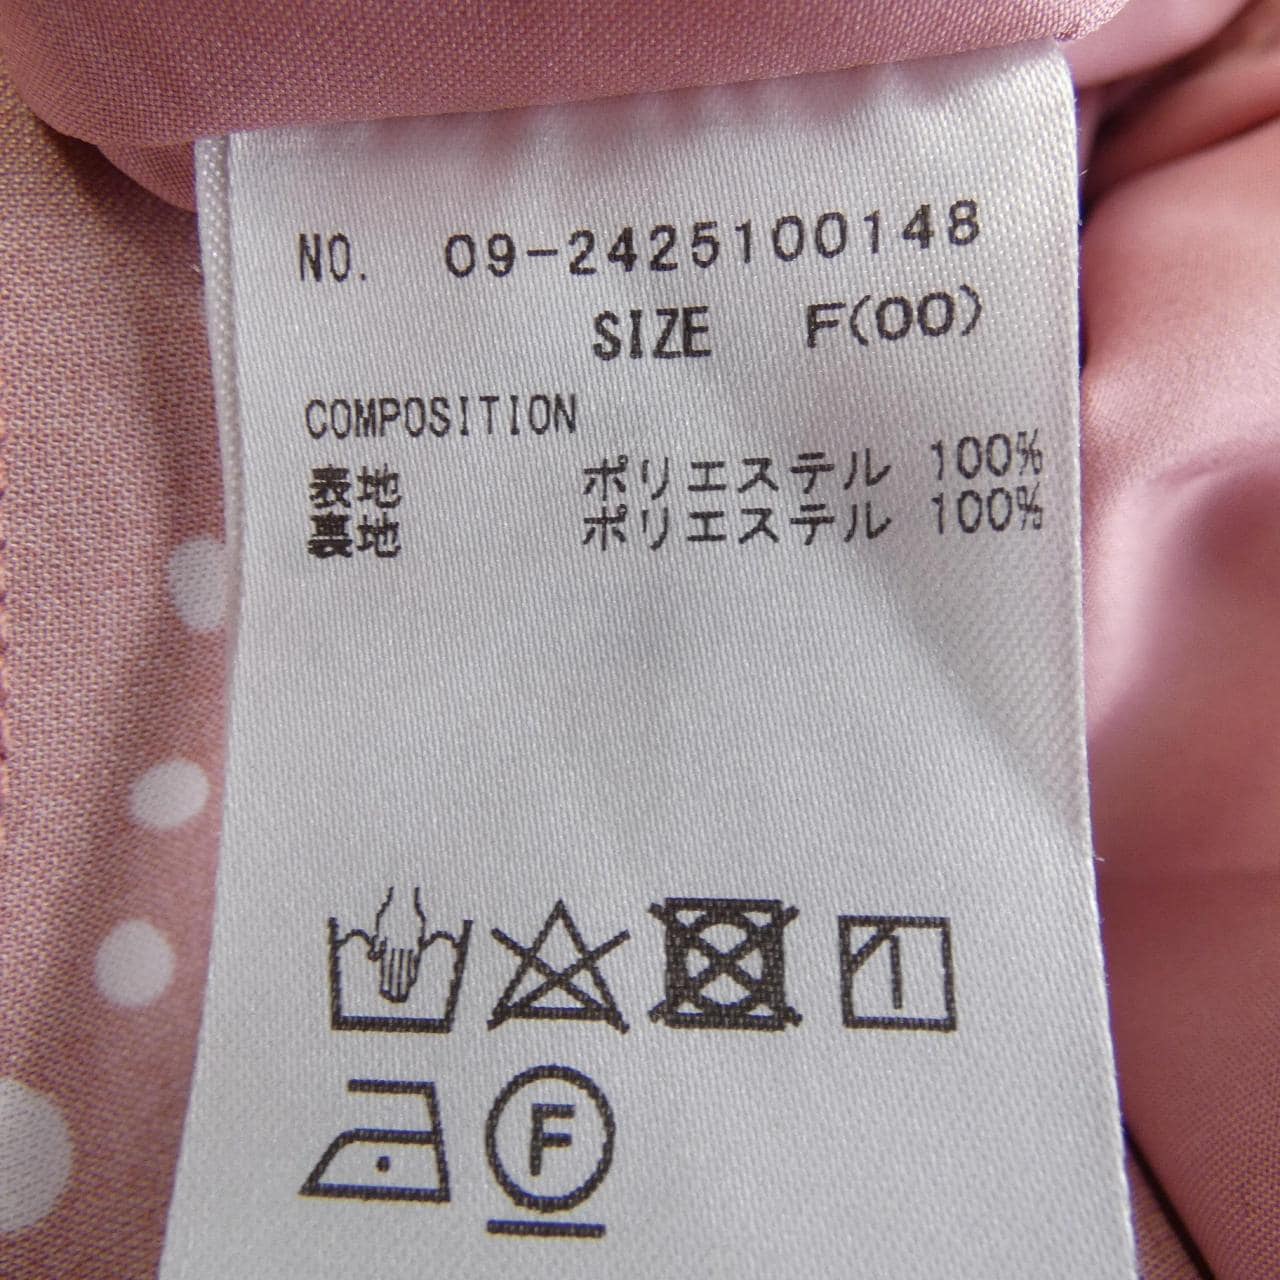 NO. 09-2425100148
SIZE F(00)
COMPOSITION
表地 ポリエステル 100%
裏地 ポリエステル 100%
F